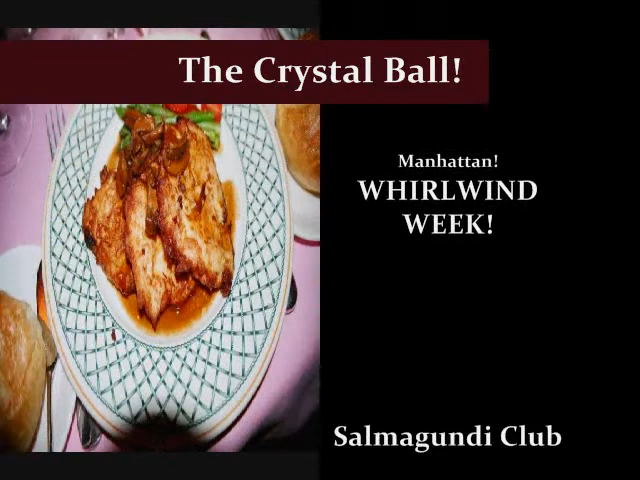 The Crystal Ball!
Manhattan!
WHIRLWIND
WEEK!
Salmagundi Club